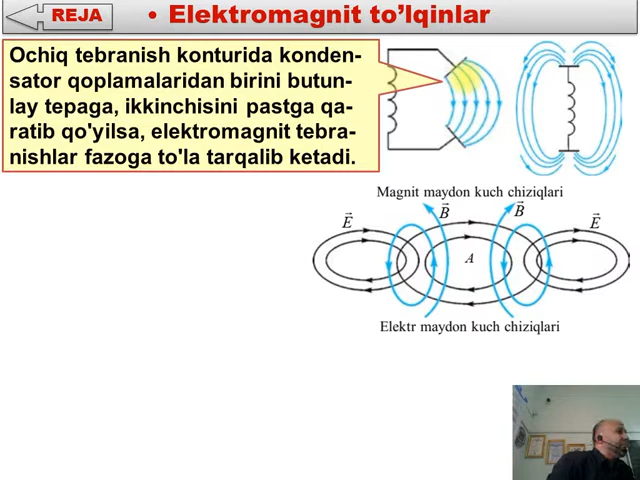 REJA
• Elektromagnit to’lqinlar
Ochiq tebranish konturida konden-
sator qoplamalaridan birini butun-
lay tepaga, ikkinchisini pastga qa-
ratib qo'yilsa, elektromagnit tebra-
nishlar fazoga to'la tarqalib ketadi.
Magnit maydon kuch chiziqlari
E B B E
A
Elektr maydon kuch chiziqlari